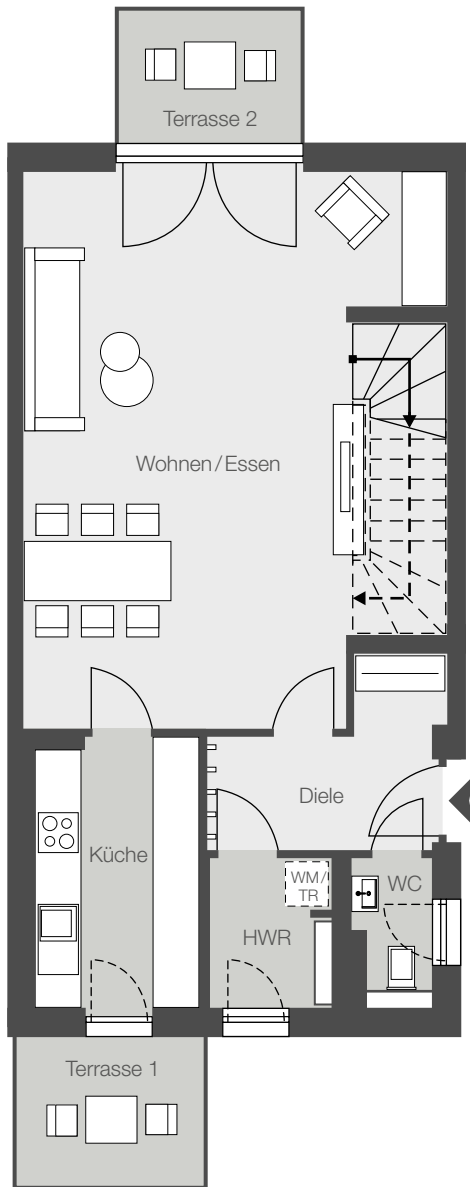 Terrasse 2
Wohnen / Essen
Diele
Küche
WM /
TR
WC
HWR
Terrasse 1